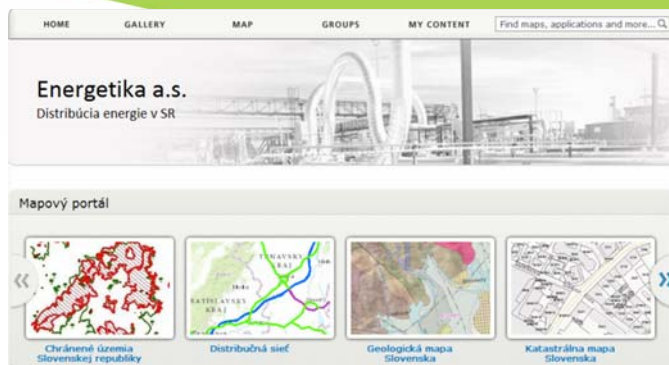 HOME GALLERY MAP GROUPS MY CONTENT Find maps, applications and more...
Energetika a.s.
Distribúcia energie v SR
Mapový portál
Chránené územia
Slovenskej republiky
Distribučná sieť
Geologická mapa
Slovenska
Katastrálna mapa
Slovenska